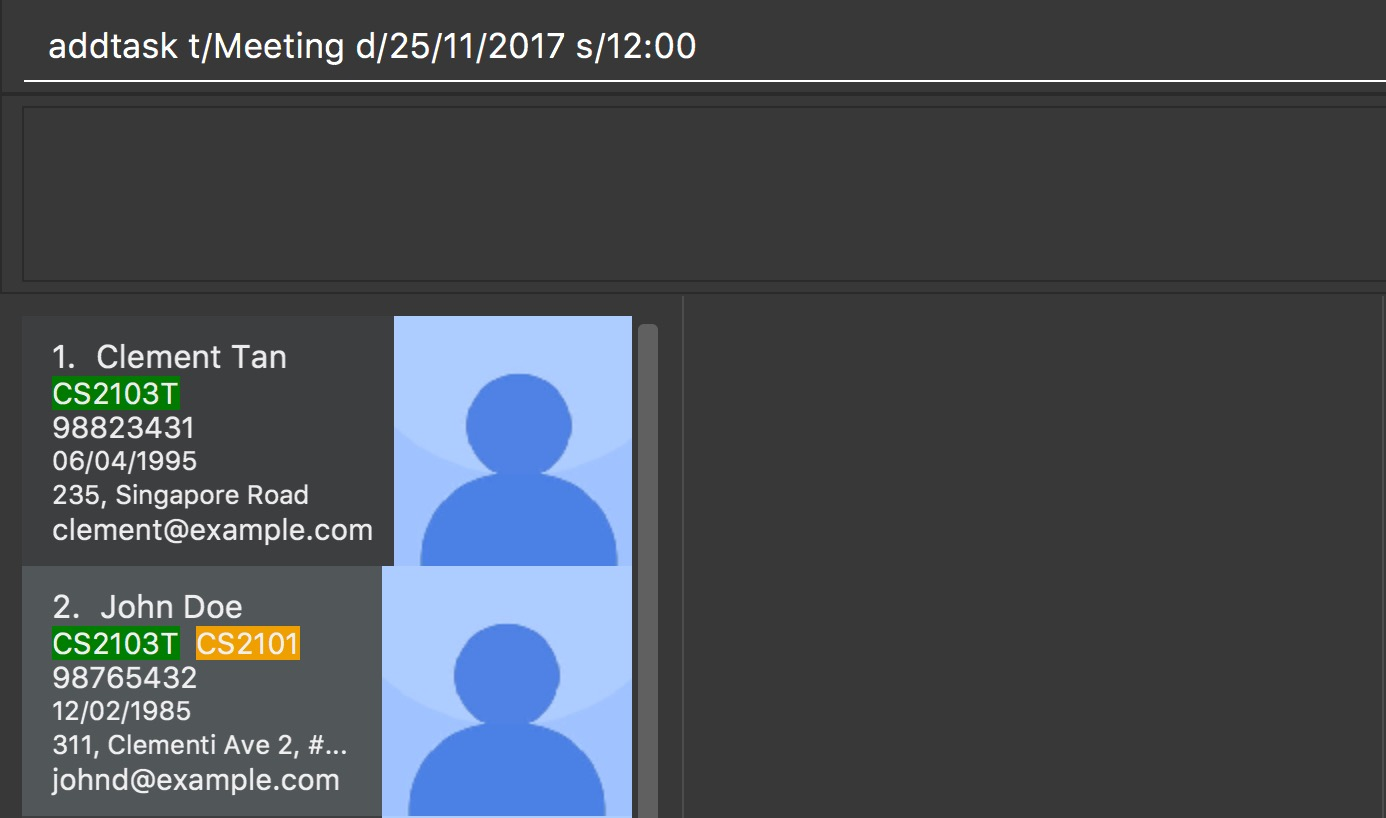 addtask t/Meeting d/25/11/2017 s/12:00
1. Clement Tan
CS2103T
98823431
06/04/1995
235, Singapore Road
clement@example.com
2. John Doe
CS2103T CS2101
98765432
12/02/1985
311, Clementi Ave 2, #...
johnd@example.com